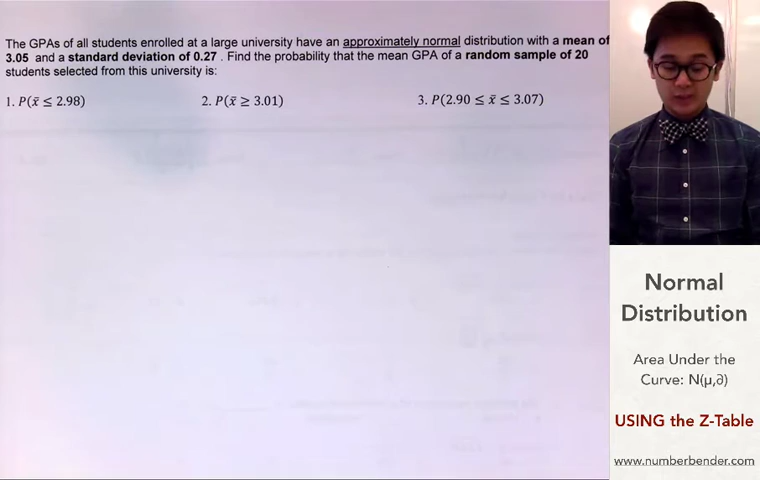 The GPAs of all students enrolled at a large university have an approximately normal distribution with a mean of
3.05 and a standard deviation of 0.27 . Find the probability that the mean GPA of a random sample of 20
students selected from this university is:
1. P(x̄ ≤ 2.98) 2. P(x̄ ≥ 3.01) 3. P(2.90 ≤ x̄ ≤ 3.07)
Normal
Distribution
Area Under the
Curve: N(μ,∂)
USING the Z-Table
www.numberbender.com